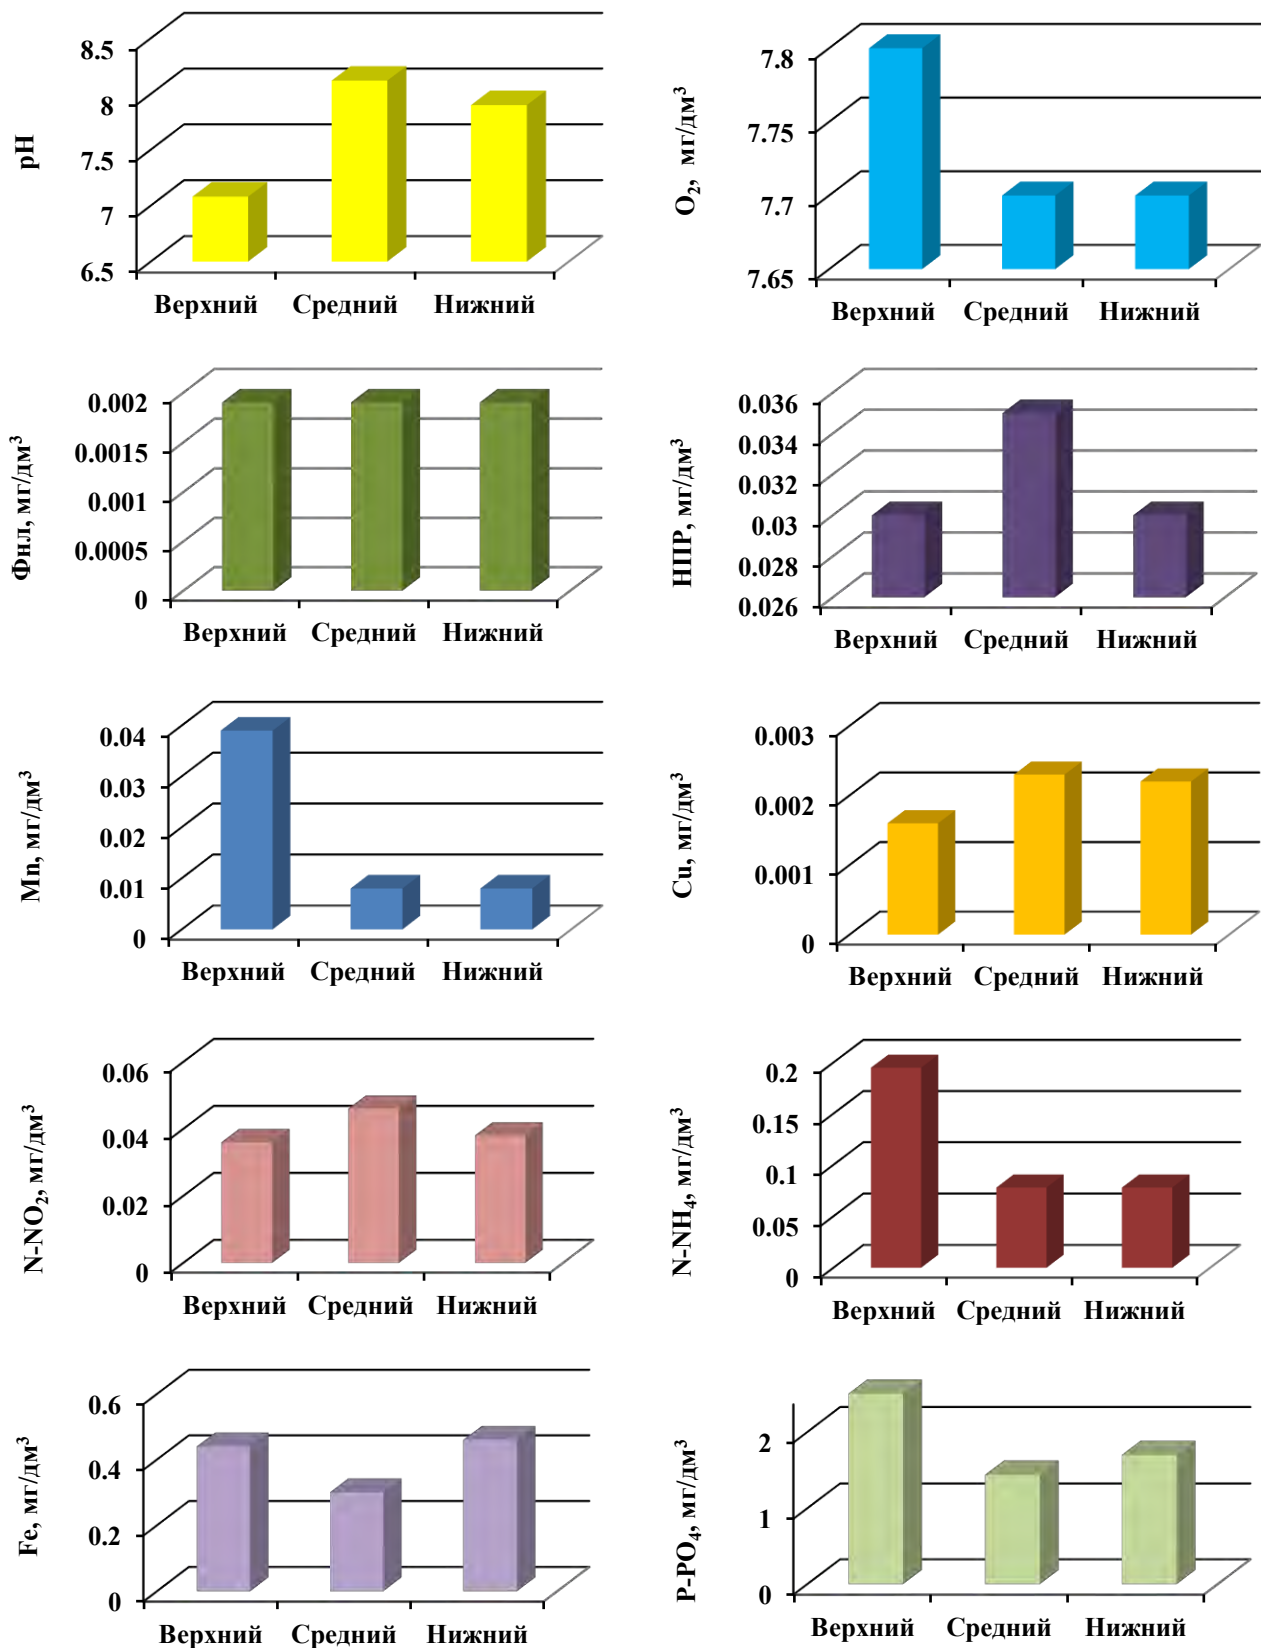 pH
8.5
8
7.5
7
6.5
Верхний Средний Нижний
O₂, мг/дм³
7.8
7.75
7.7
7.65
Верхний Средний Нижний
Фнл, мг/дм³
0.002
0.0015
0.001
0.0005
0
Верхний Средний Нижний
НПР, мг/дм³
0.036
0.034
0.032
0.03
0.028
0.026
Верхний Средний Нижний
Mn, мг/дм³
0.04
0.03
0.02
0.01
0
Верхний Средний Нижний
Cu, мг/дм³
0.003
0.002
0.001
0
Верхний Средний Нижний
N-NO₂, мг/дм³
0.06
0.04
0.02
0
Верхний Средний Нижний
N-NH₄, мг/дм³
0.2
0.15
0.1
0.05
0
Верхний Средний Нижний
Fe, мг/дм³
0.6
0.4
0.2
0
Верхний Средний Нижний
P-PO₄, мг/дм³
2
1
0
Верхний Средний Нижний